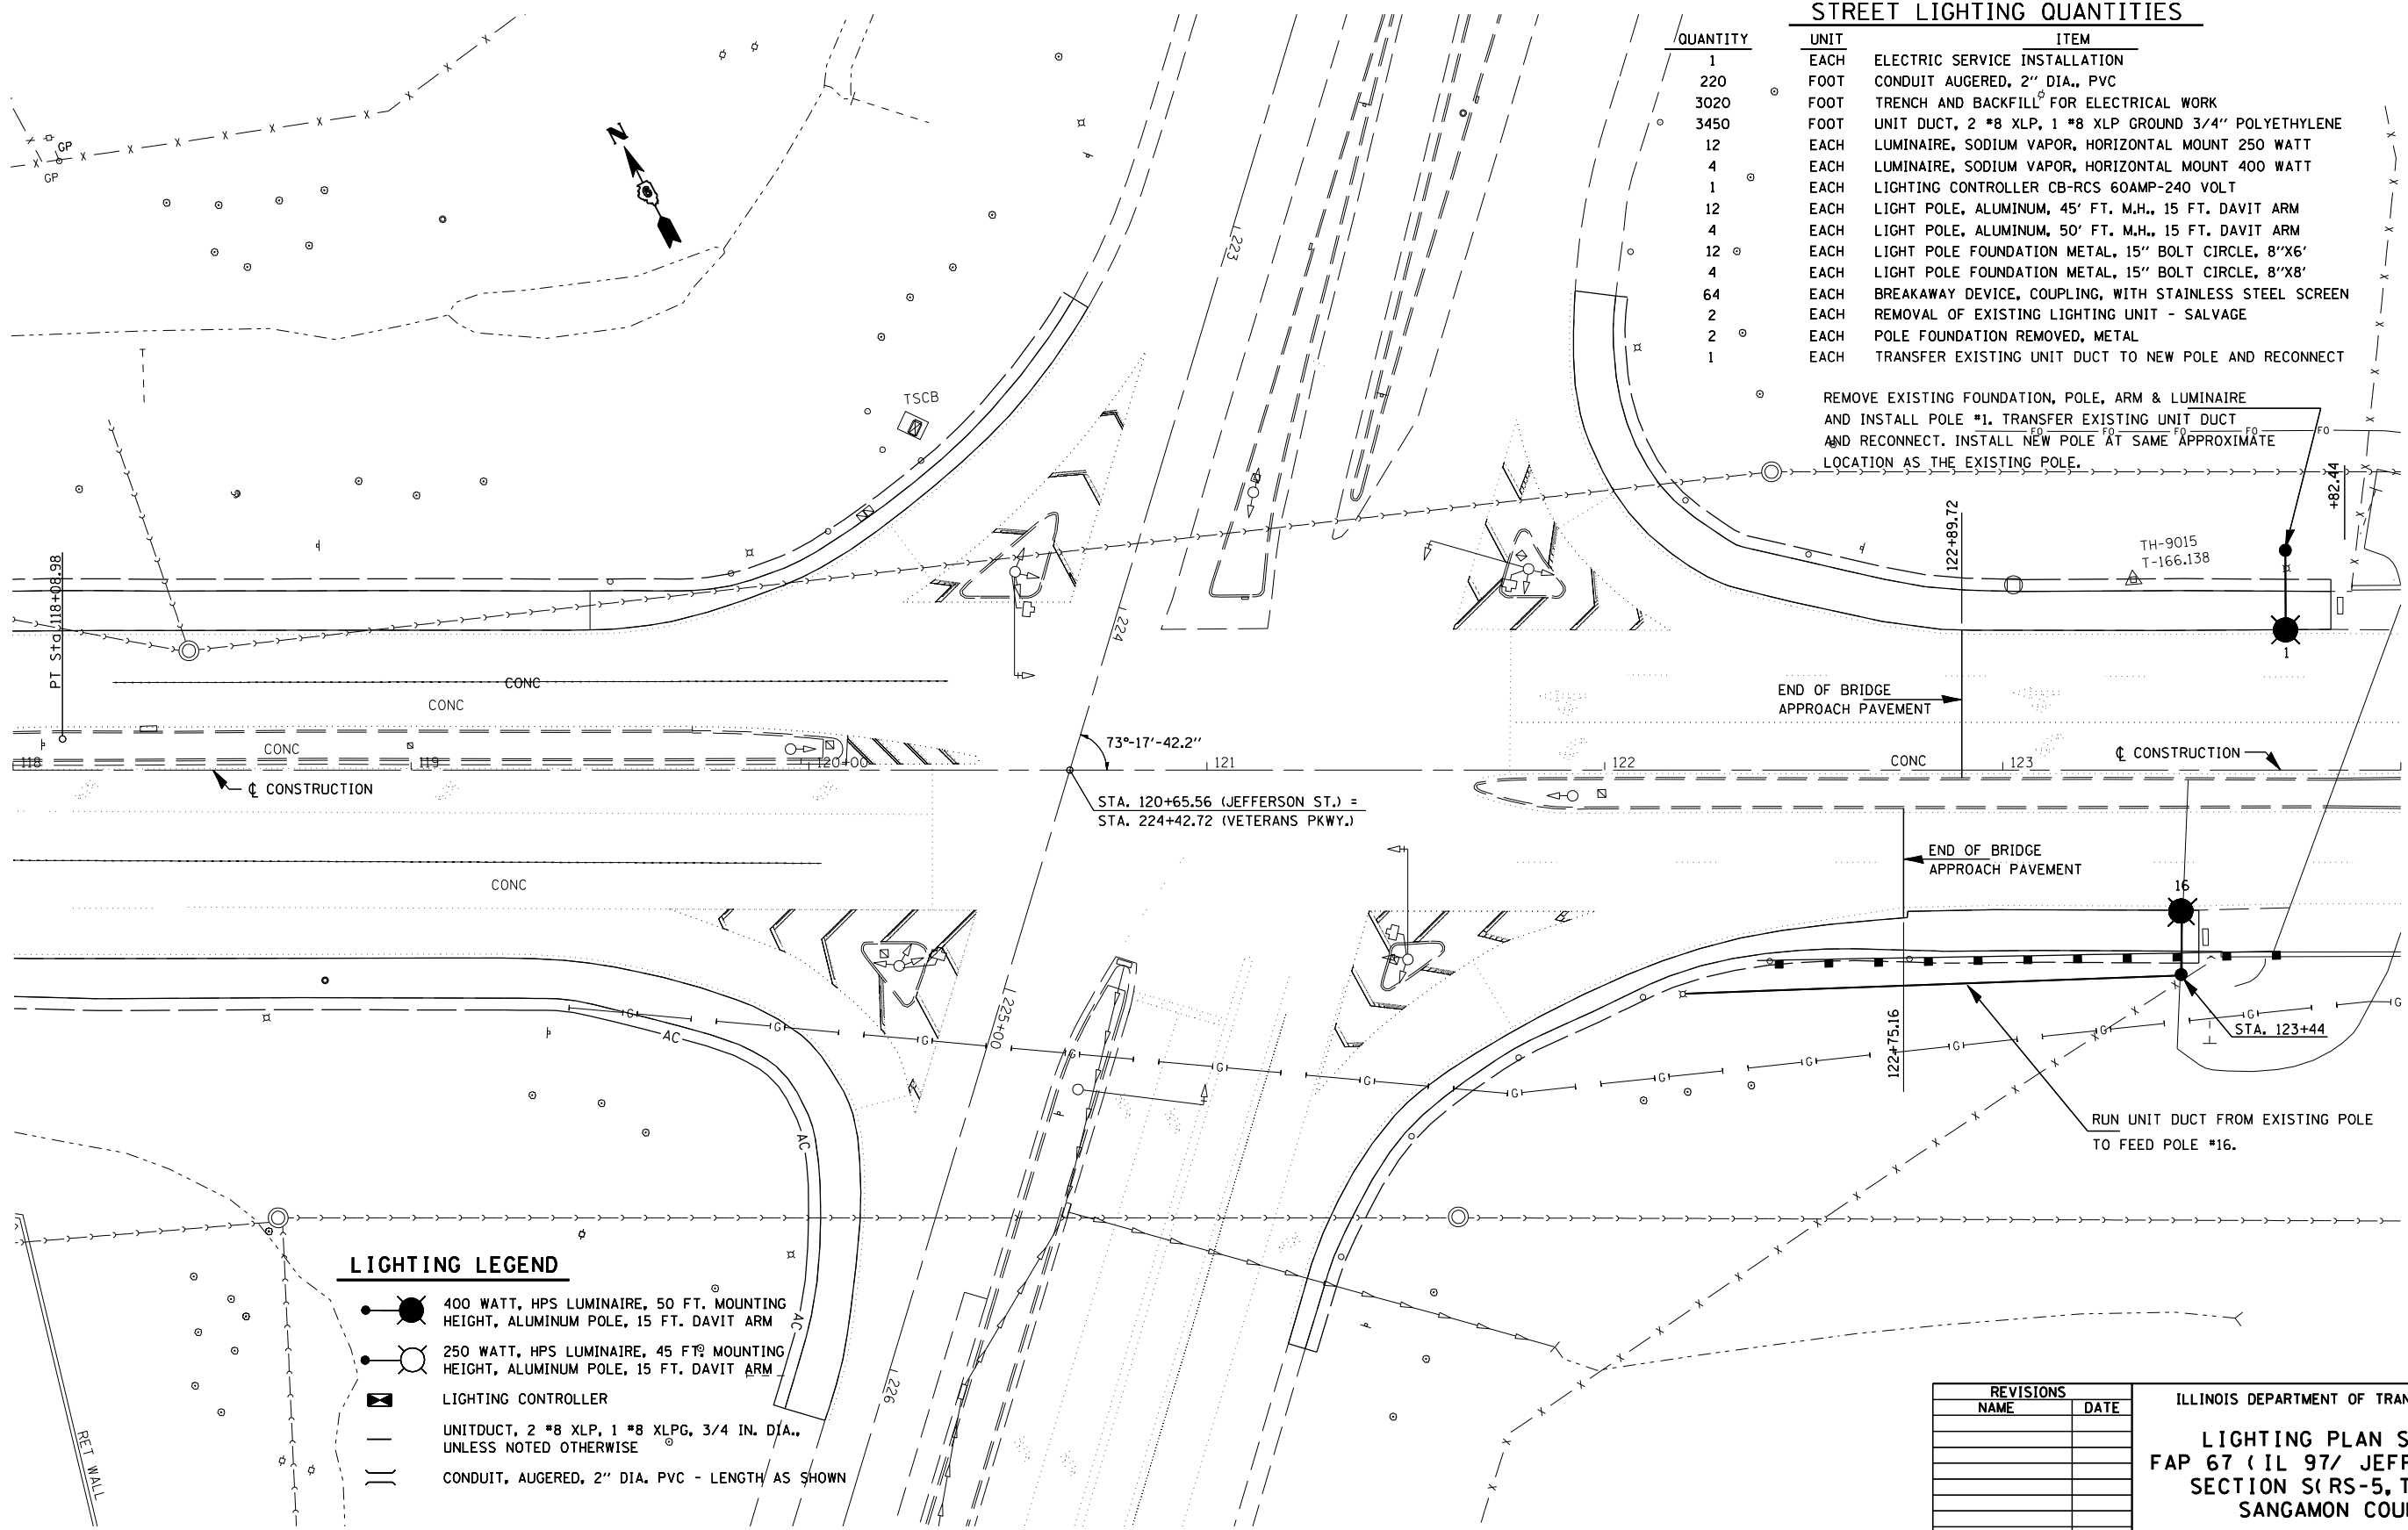 STREET LIGHTING QUANTITIES
QUANTITY UNIT ITEM
1 EACH ELECTRIC SERVICE INSTALLATION
220 FOOT CONDUIT AUGERED, 2" DIA., PVC
3020 FOOT TRENCH AND BACKFILL FOR ELECTRICAL WORK
3450 FOOT UNIT DUCT, 2 #8 XLP, 1 #8 XLP GROUND 3/4" POLYETHYLENE
12 EACH LUMINAIRE, SODIUM VAPOR, HORIZONTAL MOUNT 250 WATT
4 EACH LUMINAIRE, SODIUM VAPOR, HORIZONTAL MOUNT 400 WATT
1 EACH LIGHTING CONTROLLER CB-RCS 60AMP-240 VOLT
12 EACH LIGHT POLE, ALUMINUM, 45' FT. M.H., 15 FT. DAVIT ARM
4 EACH LIGHT POLE, ALUMINUM, 50' FT. M.H., 15 FT. DAVIT ARM
12 EACH LIGHT POLE FOUNDATION METAL, 15" BOLT CIRCLE, 8"X6'
4 EACH LIGHT POLE FOUNDATION METAL, 15" BOLT CIRCLE, 8"X8'
64 EACH BREAKAWAY DEVICE, COUPLING, WITH STAINLESS STEEL SCREEN
2 EACH REMOVAL OF EXISTING LIGHTING UNIT - SALVAGE
2 EACH POLE FOUNDATION REMOVED, METAL
1 EACH TRANSFER EXISTING UNIT DUCT TO NEW POLE AND RECONNECT
REMOVE EXISTING FOUNDATION, POLE, ARM & LUMINAIRE
AND INSTALL POLE #1. TRANSFER EXISTING UNIT DUCT
AND RECONNECT. INSTALL NEW POLE AT SAME APPROXIMATE
LOCATION AS THE EXISTING POLE.
FO FO FO FO FO
GP
GP
N
T
TSCB
223
224
+82.44
122+89.72
TH-9015
T-166.138
1
PT Sta. 118+08.98
CONC
CONC
CONC
END OF BRIDGE
APPROACH PAVEMENT
73°-17'-42.2"
118 119 120+00 121 122 CONC 123
℄ CONSTRUCTION
℄ CONSTRUCTION
STA. 120+65.56 (JEFFERSON ST.) =
STA. 224+42.72 (VETERANS PKWY.)
CONC
END OF BRIDGE
APPROACH PAVEMENT
16
225+00
122+75.16
STA. 123+44
G G G G G G G G G G G G
AC
AC
AC
RUN UNIT DUCT FROM EXISTING POLE
TO FEED POLE #16.
226
RET WALL
LIGHTING LEGEND
400 WATT, HPS LUMINAIRE, 50 FT. MOUNTING
HEIGHT, ALUMINUM POLE, 15 FT. DAVIT ARM
250 WATT, HPS LUMINAIRE, 45 FT. MOUNTING
HEIGHT, ALUMINUM POLE, 15 FT. DAVIT ARM
LIGHTING CONTROLLER
UNITDUCT, 2 #8 XLP, 1 #8 XLPG, 3/4 IN. DIA.,
UNLESS NOTED OTHERWISE
CONDUIT, AUGERED, 2" DIA. PVC - LENGTH AS SHOWN
REVISIONS
NAME DATE
ILLINOIS DEPARTMENT OF TRAN
LIGHTING PLAN S
FAP 67 ( IL 97/ JEFF
SECTION S( RS-5, T
SANGAMON COU